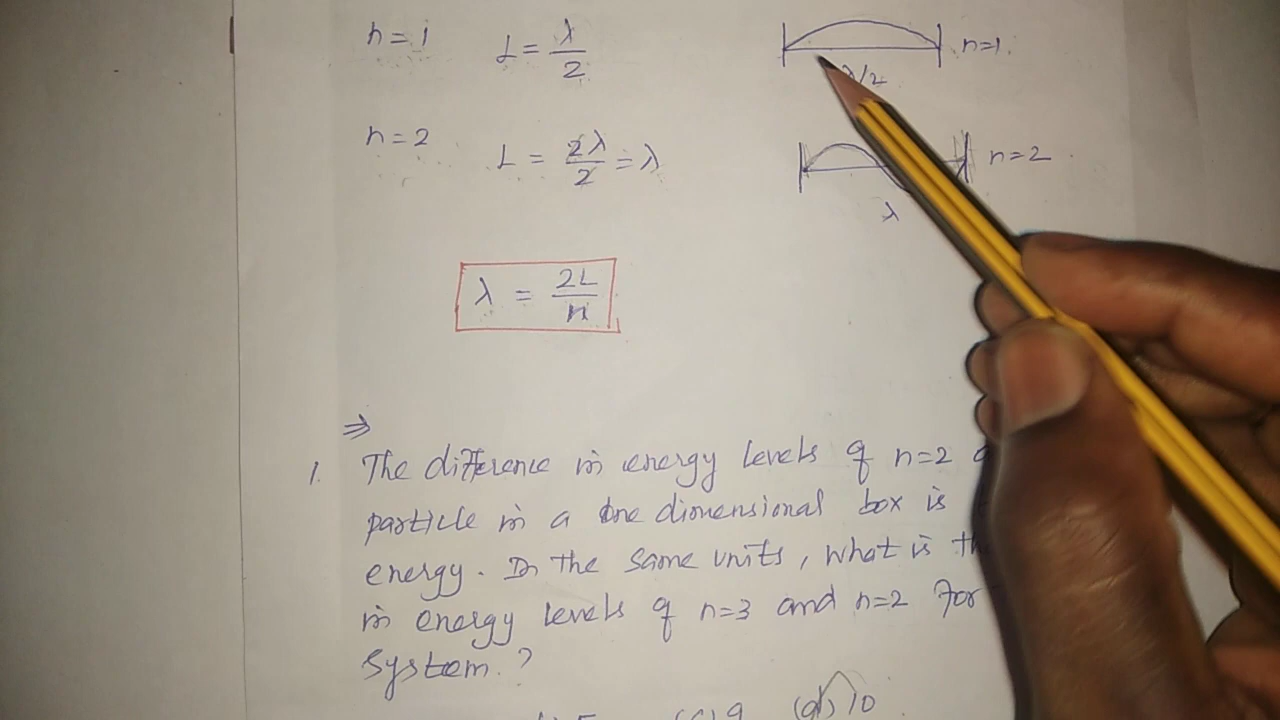 n = 1 L = λ/2 n=1.
λ/2
n = 2 L = 2λ/2 = λ n=2
λ
λ = 2L/n
⇒
1. The difference in energy levels of n=2
particle in a one dimensional box is
energy. In the same units, what is
in energy levels of n=3 and n=2 For
System.?
(c) 9 (d) 10